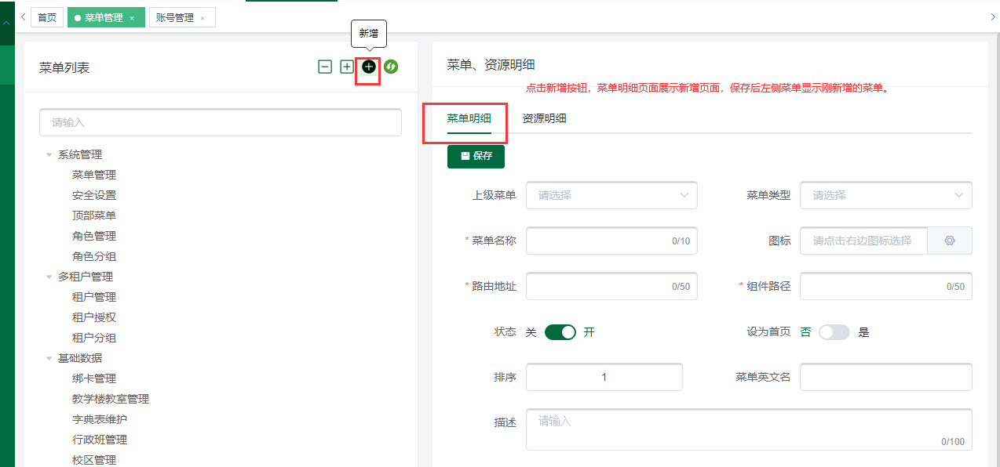 首页
菜单管理 ×
账号管理 ×
新增
菜单列表
请输入
系统管理
菜单管理
安全设置
顶部菜单
角色管理
角色分组
多租户管理
租户管理
租户授权
租户分组
基础数据
绑卡管理
教学楼教室管理
字典表维护
行政班管理
校区管理
菜单、资源明细
点击新增按钮，菜单明细页面展示新增页面，保存后左侧菜单显示刚新增的菜单。
菜单明细 资源明细
保存
上级菜单 请选择 菜单类型 请选择
*菜单名称 0/10 图标 请点击右边图标选择
*路由地址 0/50 *组件路径 0/50
状态 关 开 设为首页 否 是
排序 1 菜单英文名
描述 请输入
0/100